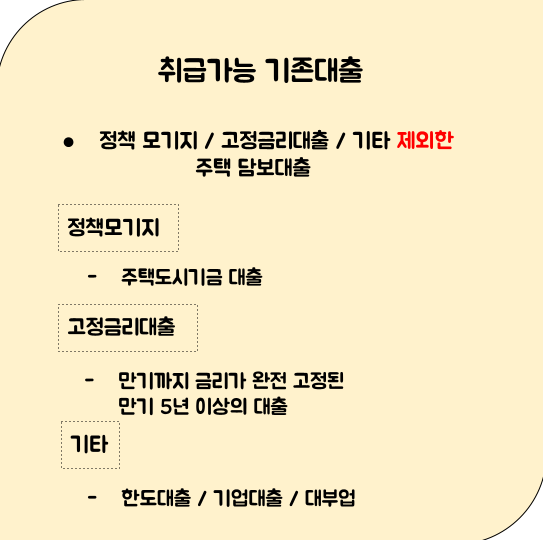 취급가능 기존대출
● 정책 모기지 / 고정금리대출 / 기타 제외한
주택 담보대출
정책모기지
- 주택도시기금 대출
고정금리대출
- 만기까지 금리가 완전 고정된
만기 5년 이상의 대출
기타
- 한도대출 / 기업대출 / 대부업